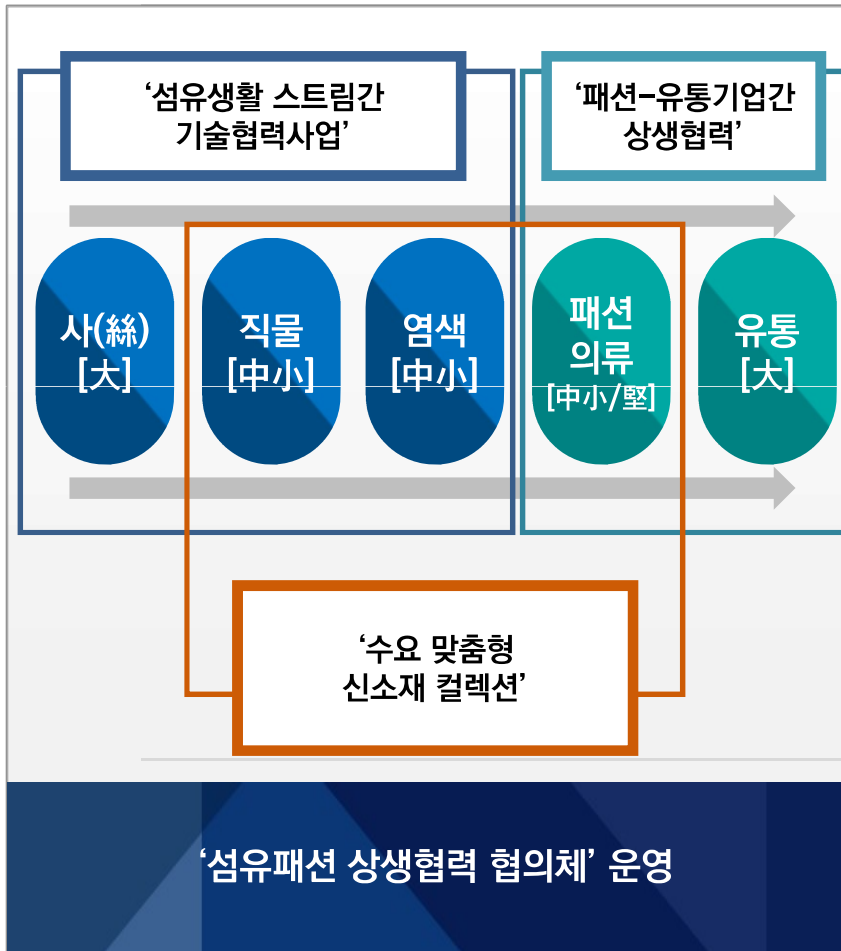 ‘섬유생활 스트림간
기술협력사업’
‘패션-유통기업간
상생협력’
사(絲)
[大]
직물
[中小]
염색
[中小]
패션
의류
[中小/堅]
유통
[大]
‘수요 맞춤형
신소재 컬렉션’
‘섬유패션 상생협력 협의체’ 운영